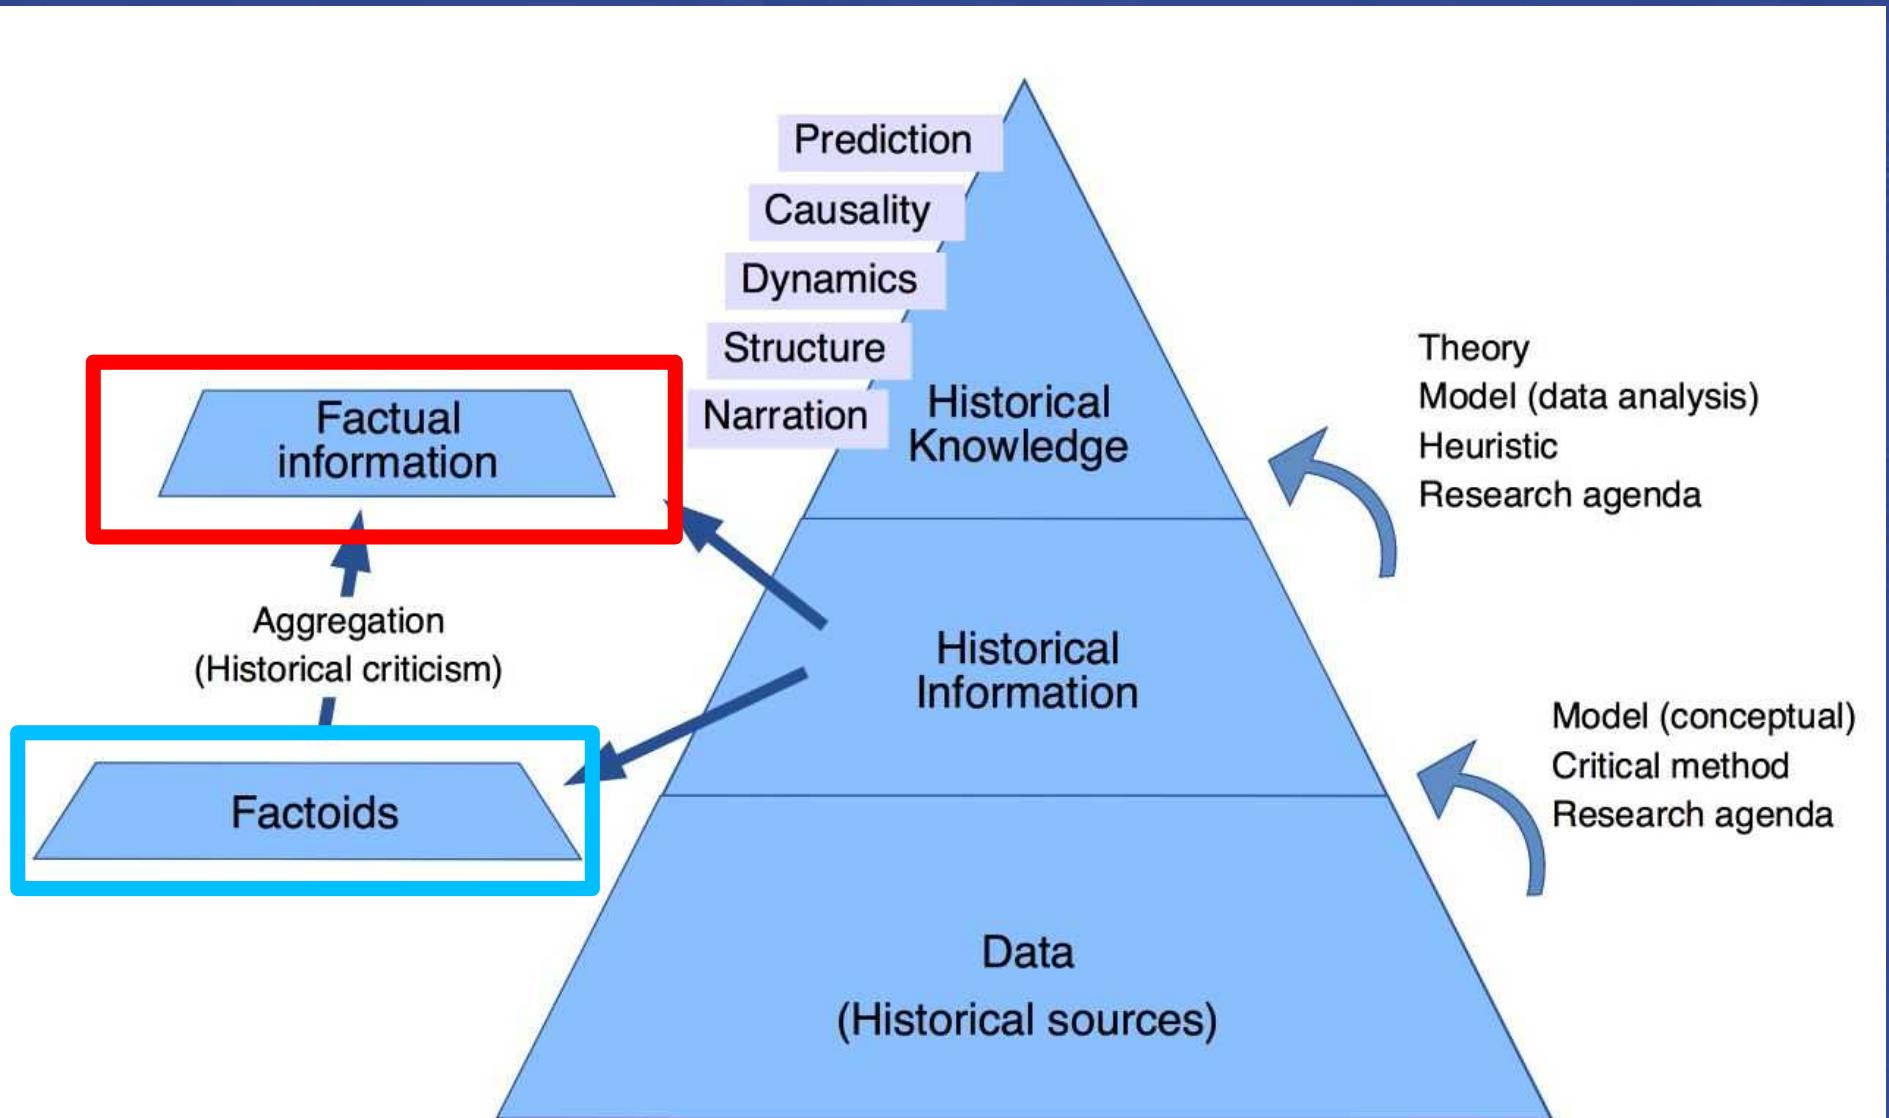 Prediction
Causality
Dynamics
Structure
Narration
Historical
Knowledge
Theory
Model (data analysis)
Heuristic
Research agenda
Factual
information
Aggregation
(Historical criticism)
Factoids
Historical
Information
Model (conceptual)
Critical method
Research agenda
Data
(Historical sources)